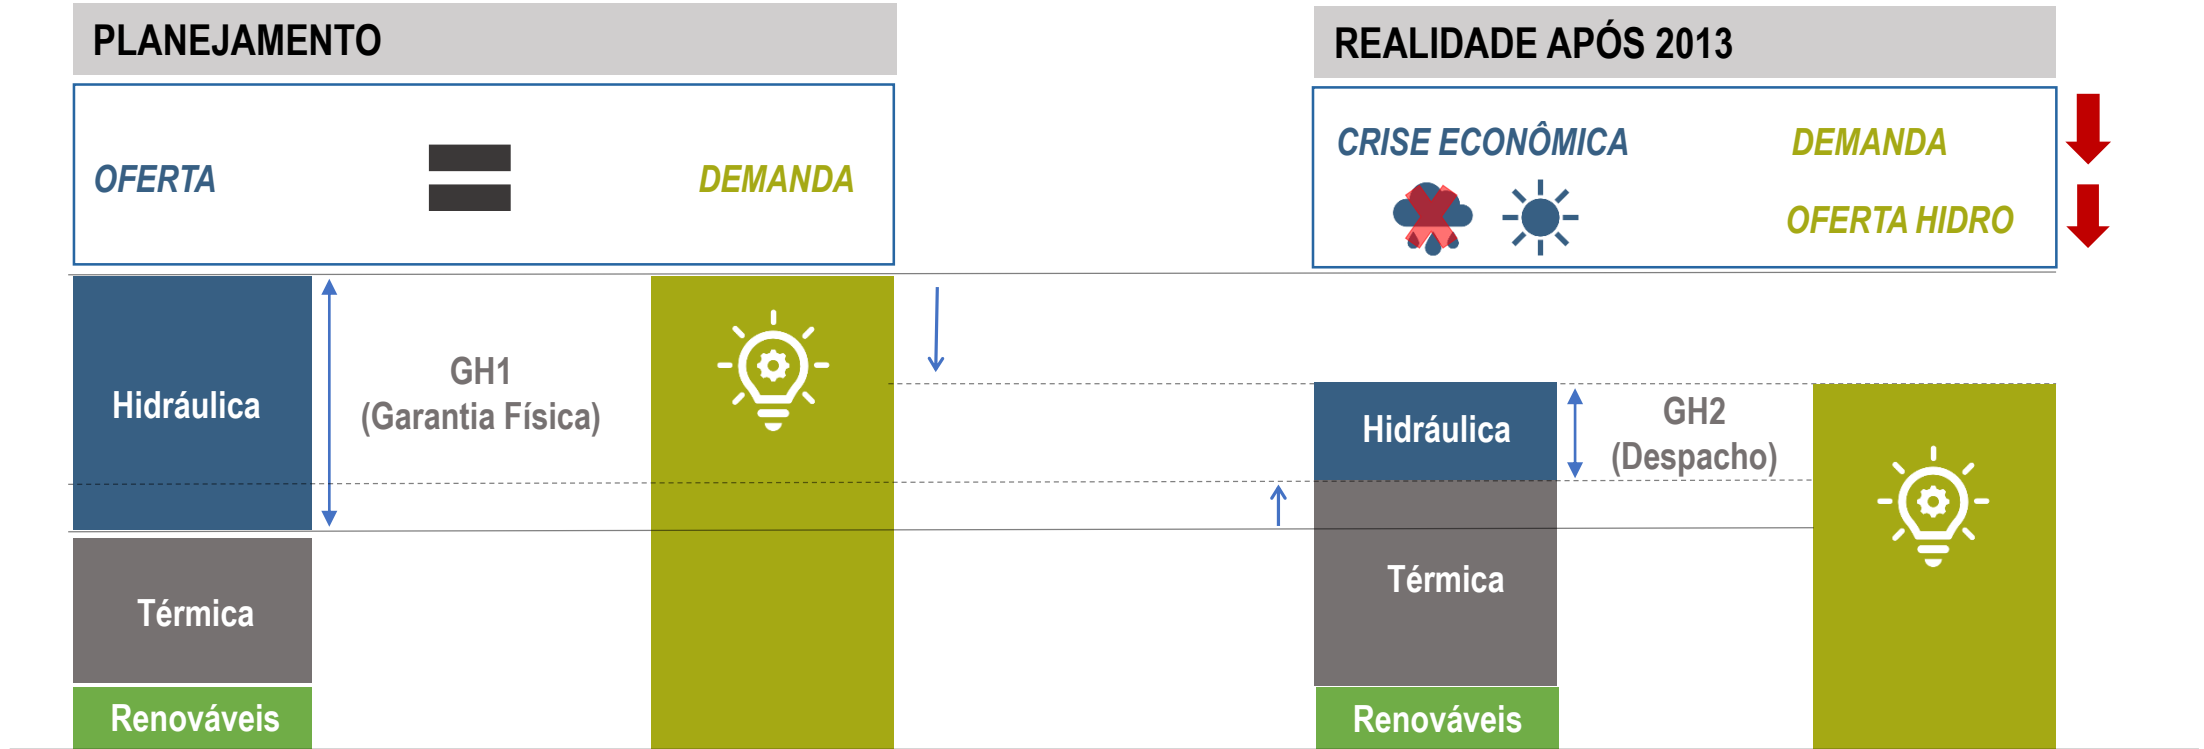 PLANEJAMENTO
OFERTA
DEMANDA
Hidráulica
GH1
(Garantia Física)
Térmica
Renováveis
REALIDADE APÓS 2013
CRISE ECONÔMICA
DEMANDA
OFERTA HIDRO
Hidráulica
GH2
(Despacho)
Térmica
Renováveis